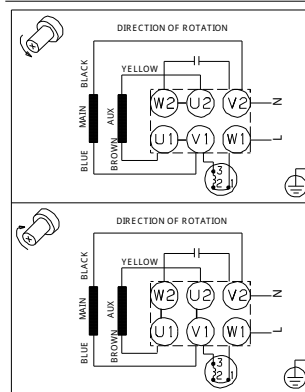 DIRECTION OF ROTATION
BLACK
YELLOW
MAIN
AUX
BLUE
BROWN
W2 U2 V2 N
U1 V1 W1 L
3
2 1
DIRECTION OF ROTATION
BLACK
YELLOW
MAIN
AUX
BLUE
BROWN
W2 U2 V2 N
U1 V1 W1 L
3
2 1